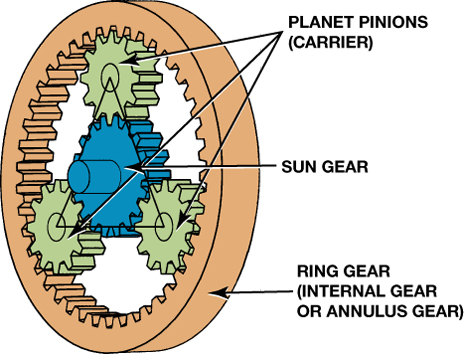 PLANET PINIONS
(CARRIER)
SUN GEAR
RING GEAR
(INTERNAL GEAR
OR ANNULUS GEAR)